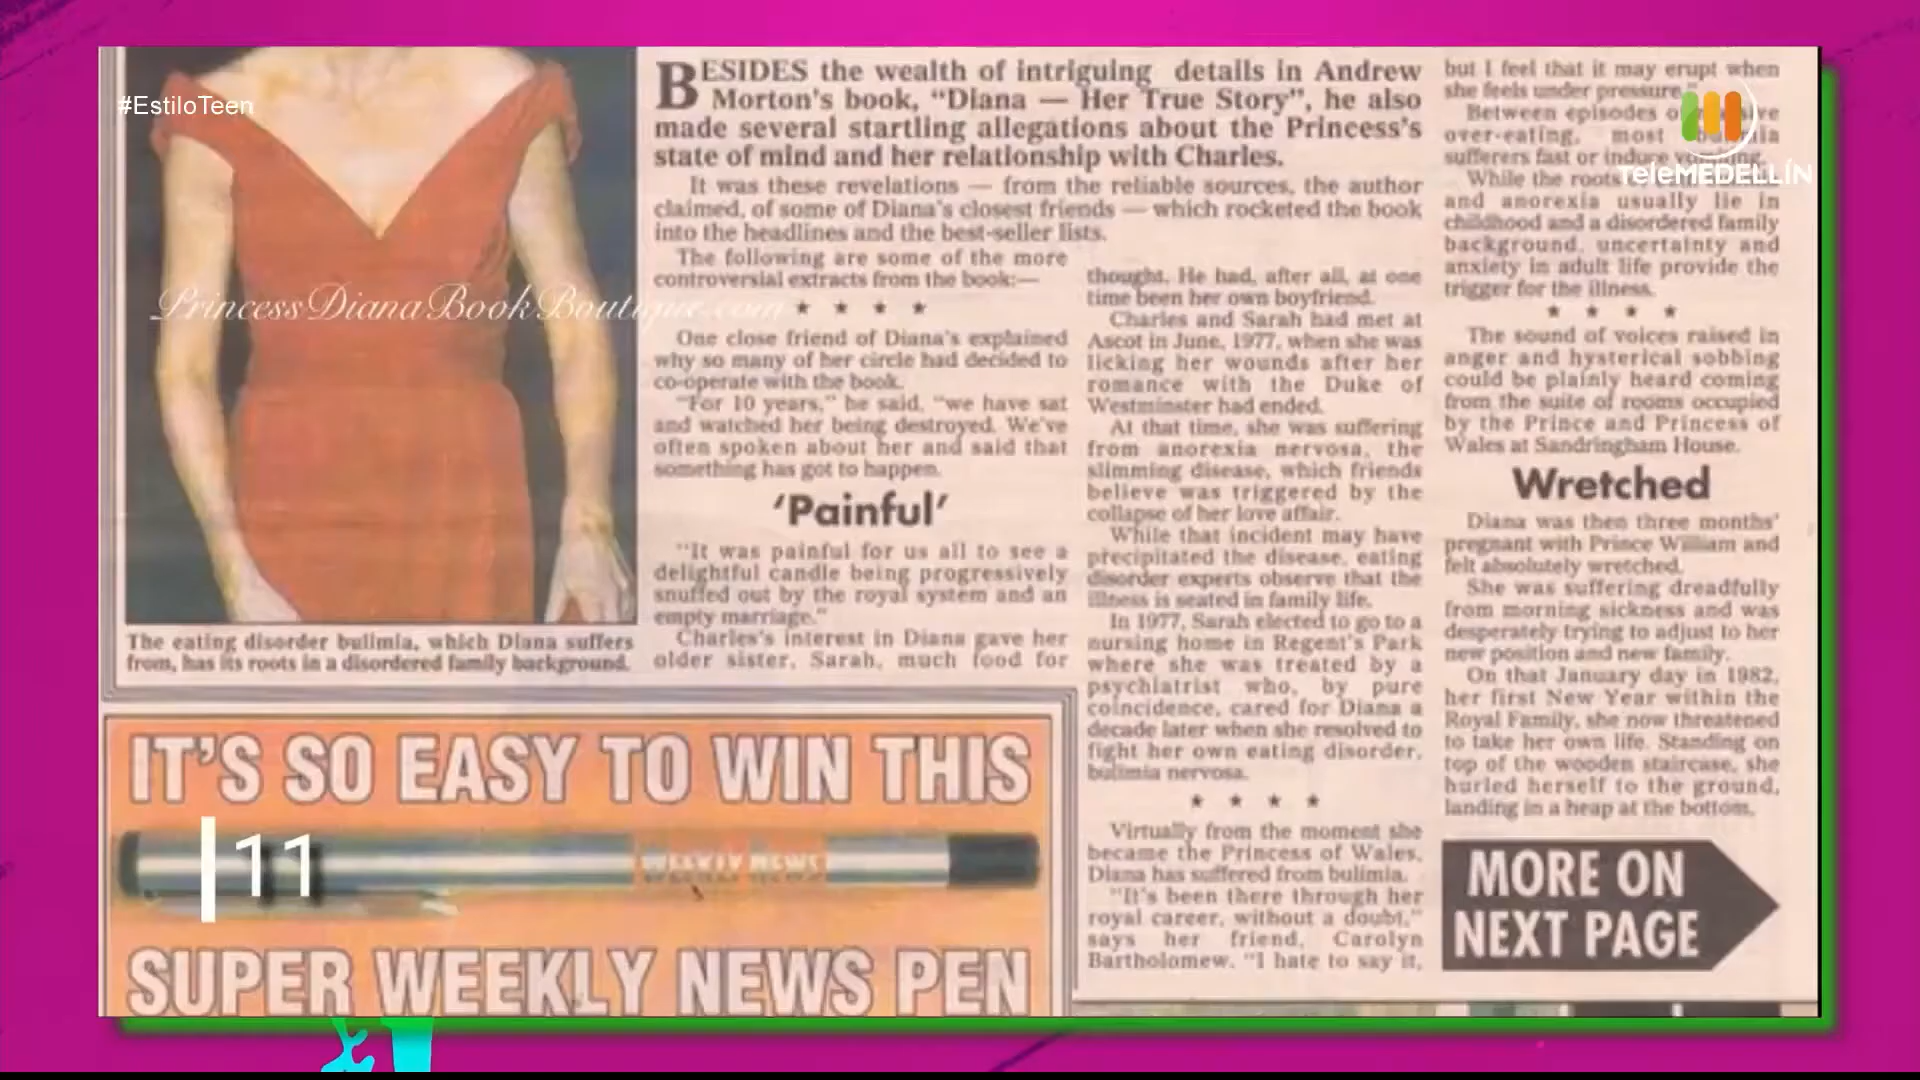 #EstiloTeen
teleMEDELLÍN
PrincessDianaBookBoutique.com
BESIDES the wealth of intriguing details in Andrew
Morton's book, “Diana — Her True Story”, he also
made several startling allegations about the Princess's
state of mind and her relationship with Charles.
It was these revelations — from the reliable sources, the author
claimed, of some of Diana's closest friends — which rocketed the book
into the headlines and the best-seller lists.
The following are some of the more
controversial extracts from the book:—
★ ★ ★ ★
One close friend of Diana's explained
why so many of her circle had decided to
co-operate with the book.
“For 10 years,” he said, “we have sat
and watched her being destroyed. We've
often spoken about her and said that
something has got to happen.
‘Painful’
“It was painful for us all to see a
delightful candle being progressively
snuffed out by the royal system and an
empty marriage.”
Charles's interest in Diana gave her
older sister, Sarah, much food for
thought. He had, after all, at one
time been her own boyfriend.
Charles and Sarah had met at
Ascot in June, 1977, when she was
licking her wounds after her
romance with the Duke of
Westminster had ended.
At that time, she was suffering
from anorexia nervosa, the
slimming disease, which friends
believe was triggered by the
collapse of her love affair.
While that incident may have
precipitated the disease, eating
disorder experts observe that the
illness is seated in family life.
In 1977, Sarah elected to go to a
nursing home in Regent's Park
where she was treated by a
psychiatrist who, by pure
coincidence, cared for Diana a
decade later when she resolved to
fight her own eating disorder,
bulimia nervosa.
★ ★ ★ ★
Virtually from the moment she
became the Princess of Wales,
Diana has suffered from bulimia.
“It's been there through her
royal career, without a doubt,”
says her friend, Carolyn
Bartholomew. “I hate to say it,
but I feel that it may erupt when
she feels under pressure.”
Between episodes
over-eating, most
sufferers fast or induce vomiting.
While the roots
and anorexia usually lie in
childhood and a disordered family
background, uncertainty and
anxiety in adult life provide the
trigger for the illness.
★ ★ ★ ★
The sound of voices raised in
anger and hysterical sobbing
could be plainly heard coming
from the suite of rooms occupied
by the Prince and Princess of
Wales at Sandringham House.
Wretched
Diana was then three months'
pregnant with Prince William and
felt absolutely wretched.
She was suffering dreadfully
from morning sickness and was
desperately trying to adjust to her
new position and new family.
On that January day in 1982,
her first New Year within the
Royal Family, she now threatened
to take her own life. Standing on
top of the wooden staircase, she
hurled herself to the ground,
landing in a heap at the bottom.
MORE ON
NEXT PAGE
The eating disorder bulimia, which Diana suffers
from, has its roots in a disordered family background.
IT'S SO EASY TO WIN THIS
WEEKLY NEWS
11
SUPER WEEKLY NEWS PEN